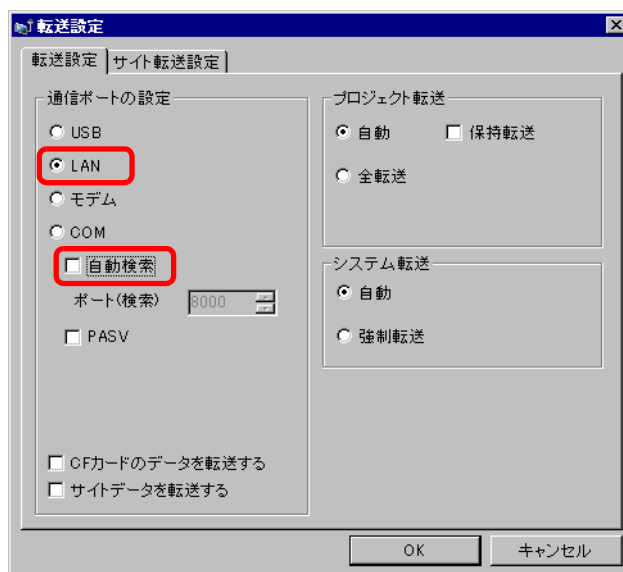 転送設定
転送設定 サイト転送設定
通信ポートの設定
USB
LAN
モデム
COM
自動検索
ポート(検索) 8000
PASV
CFカードのデータを転送する
サイトデータを転送する
プロジェクト転送
自動 保持転送
全転送
システム転送
自動
強制転送
OK キャンセル